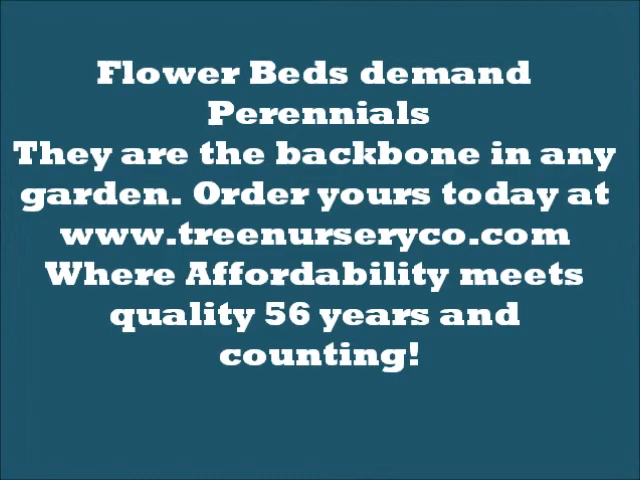 Flower Beds demand
Perennials
They are the backbone in any
garden. Order yours today at
www.treenurseryco.com
Where Affordability meets
quality 56 years and
counting!